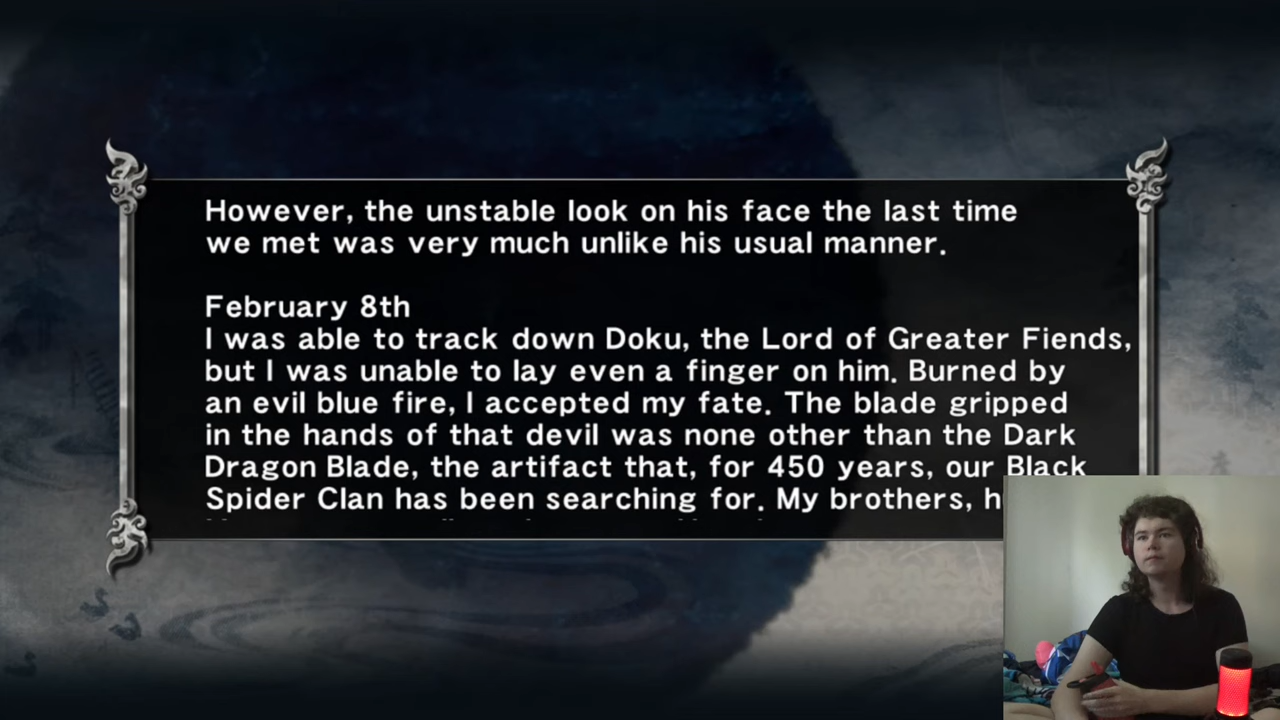 However, the unstable look on his face the last time
we met was very much unlike his usual manner.
February 8th
I was able to track down Doku, the Lord of Greater Fiends,
but I was unable to lay even a finger on him. Burned by
an evil blue fire, I accepted my fate. The blade gripped
in the hands of that devil was none other than the Dark
Dragon Blade, the artifact that, for 450 years, our Black
Spider Clan has been searching for. My brothers,